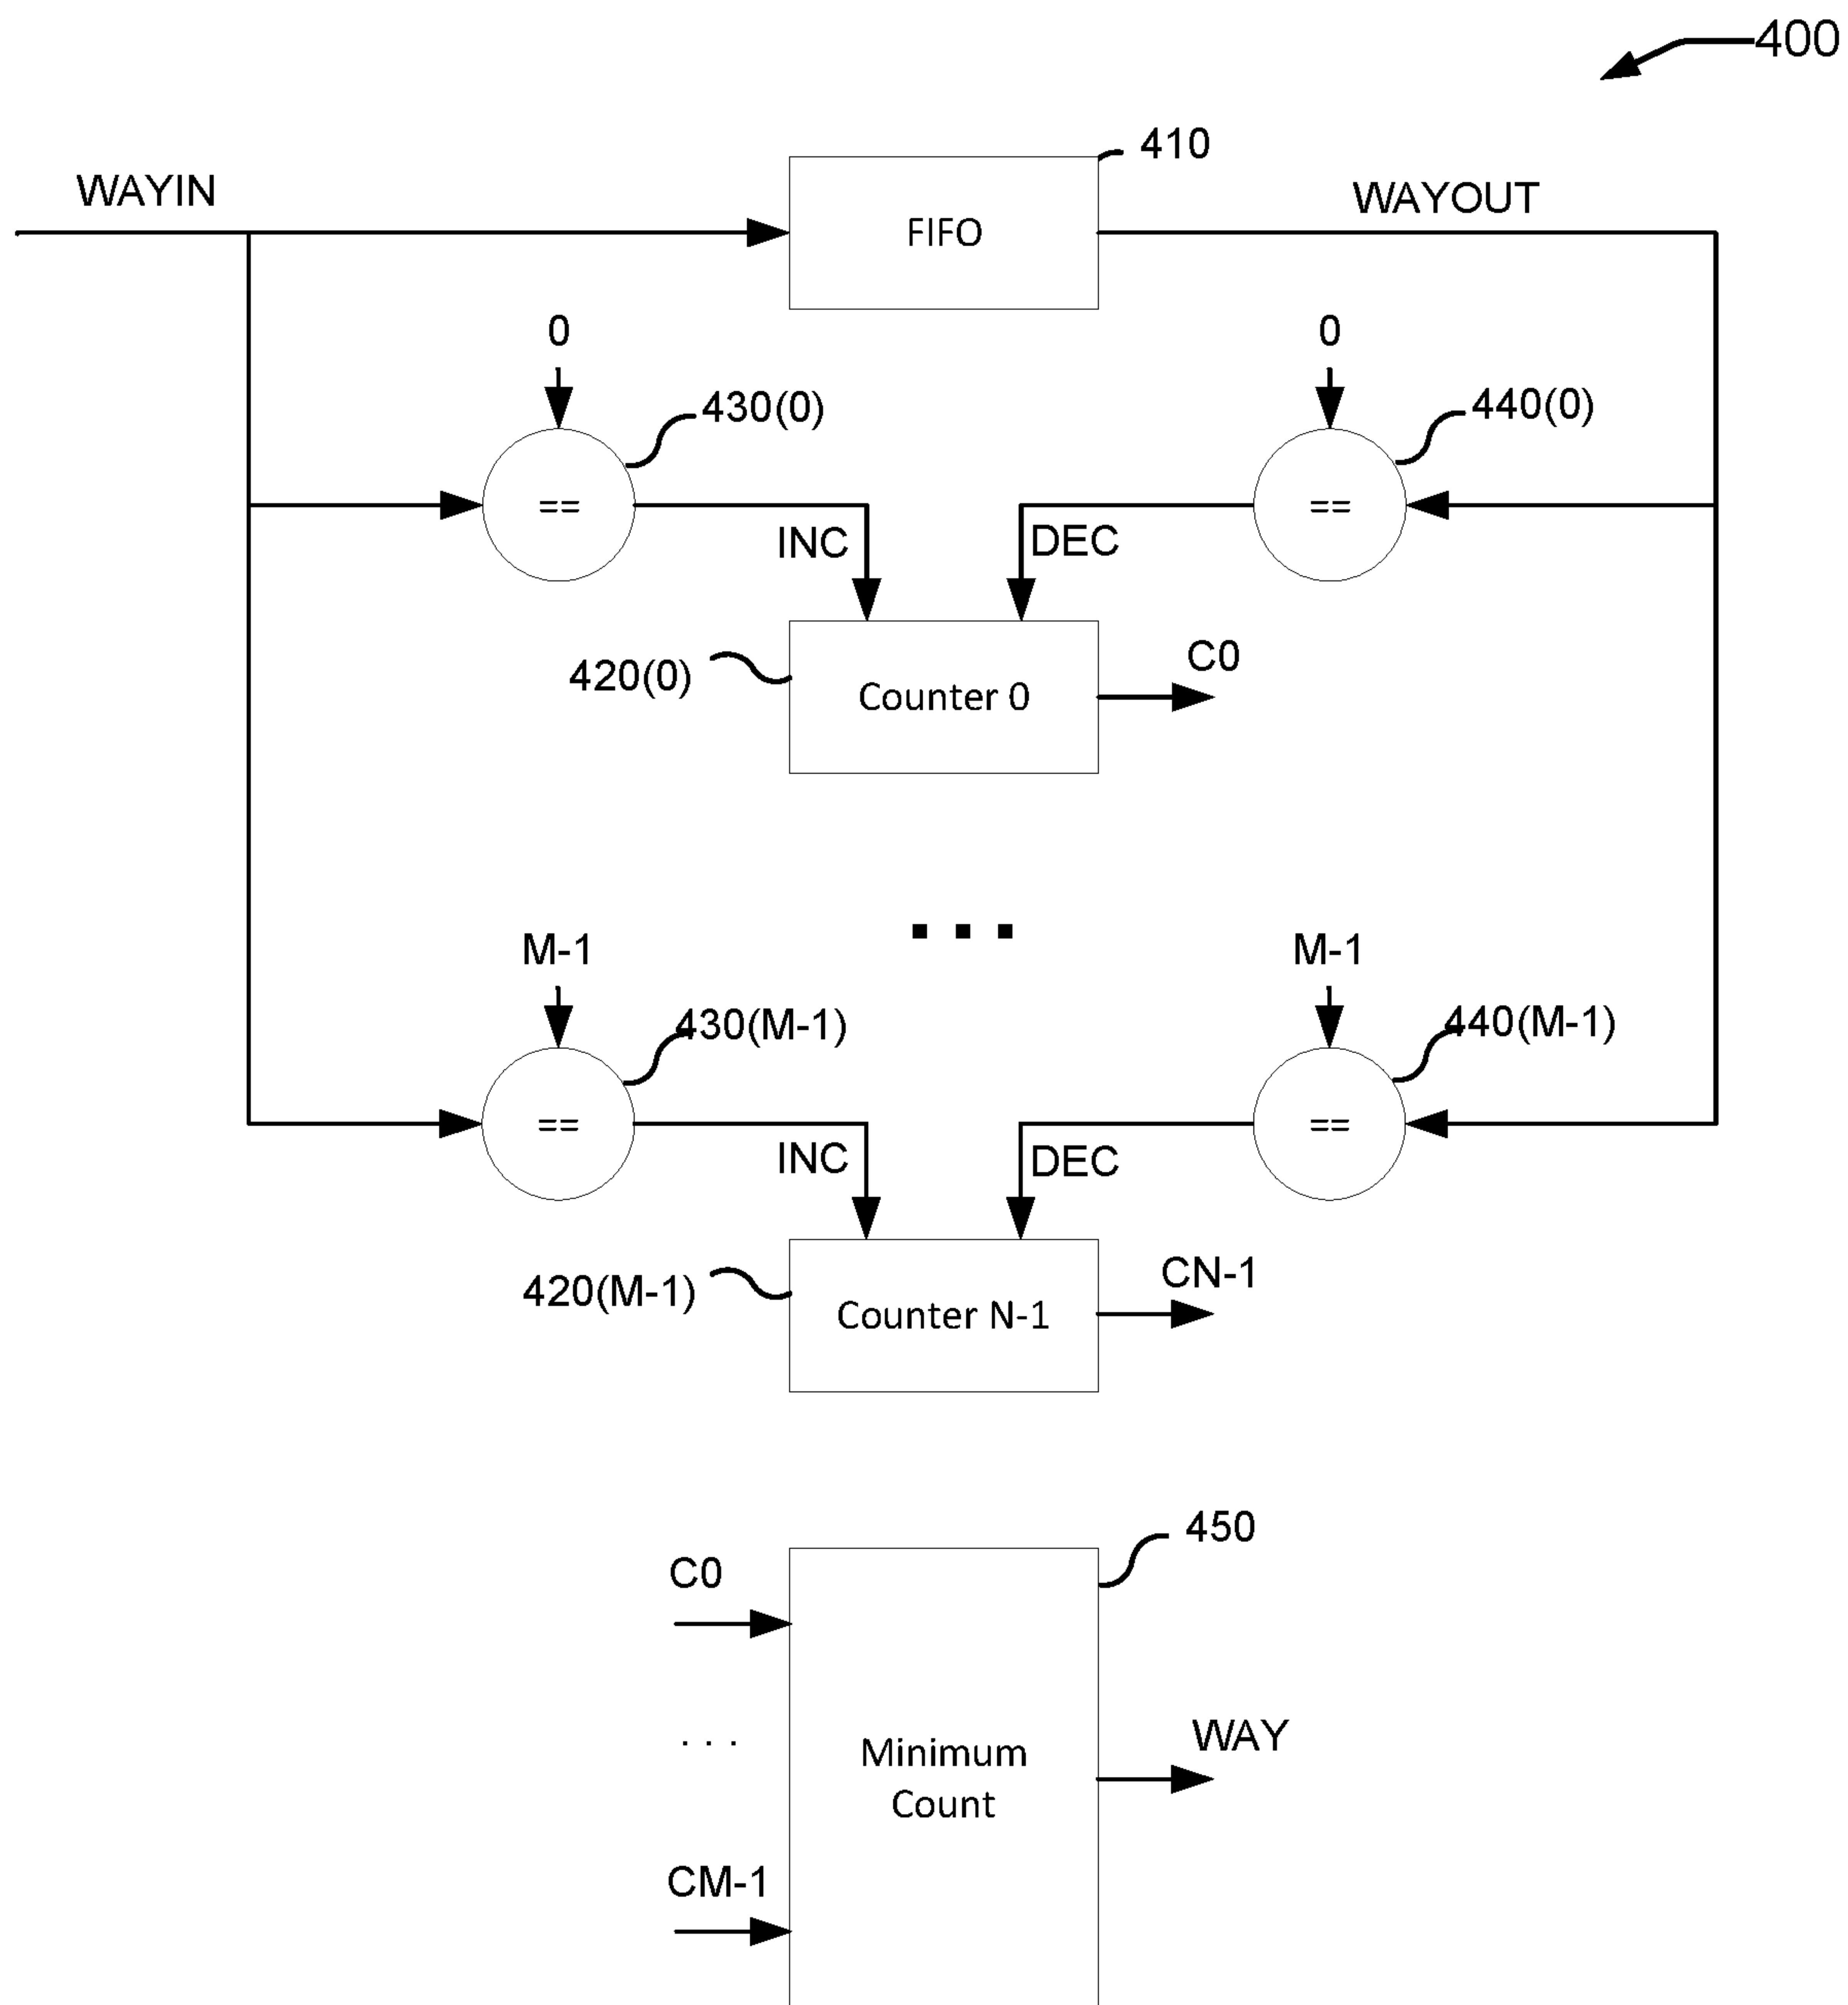 400
410
WAYIN
WAYOUT
FIFO
0
0
430(0)
440(0)
==
==
INC
DEC
C0
420(0)
Counter 0
. . .
M-1
M-1
430(M-1)
440(M-1)
==
==
INC
DEC
CN-1
420(M-1)
Counter N-1
450
C0
. . .
WAY
Minimum
Count
CM-1